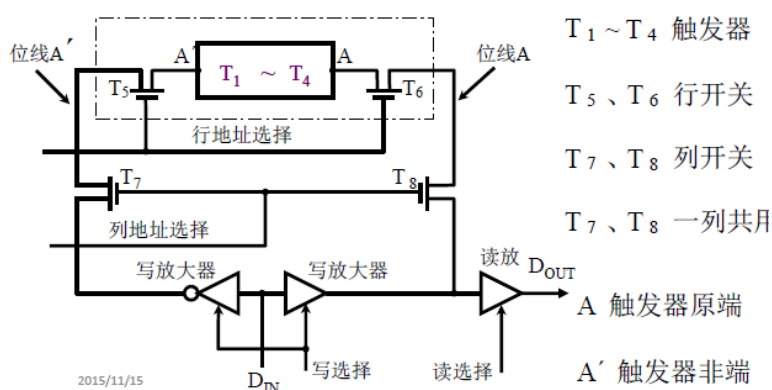 位线A′
A′
T1 ~ T4
A
位线A
T5
T6
行地址选择
T7
T8
列地址选择
写放大器
写放大器
读放
DOUT
DIN
写选择
读选择
2015/11/15
T1 ~ T4 触发器
T5、T6 行开关
T7、T8 列开关
T7、T8 一列共用
A 触发器原端
A′ 触发器非端